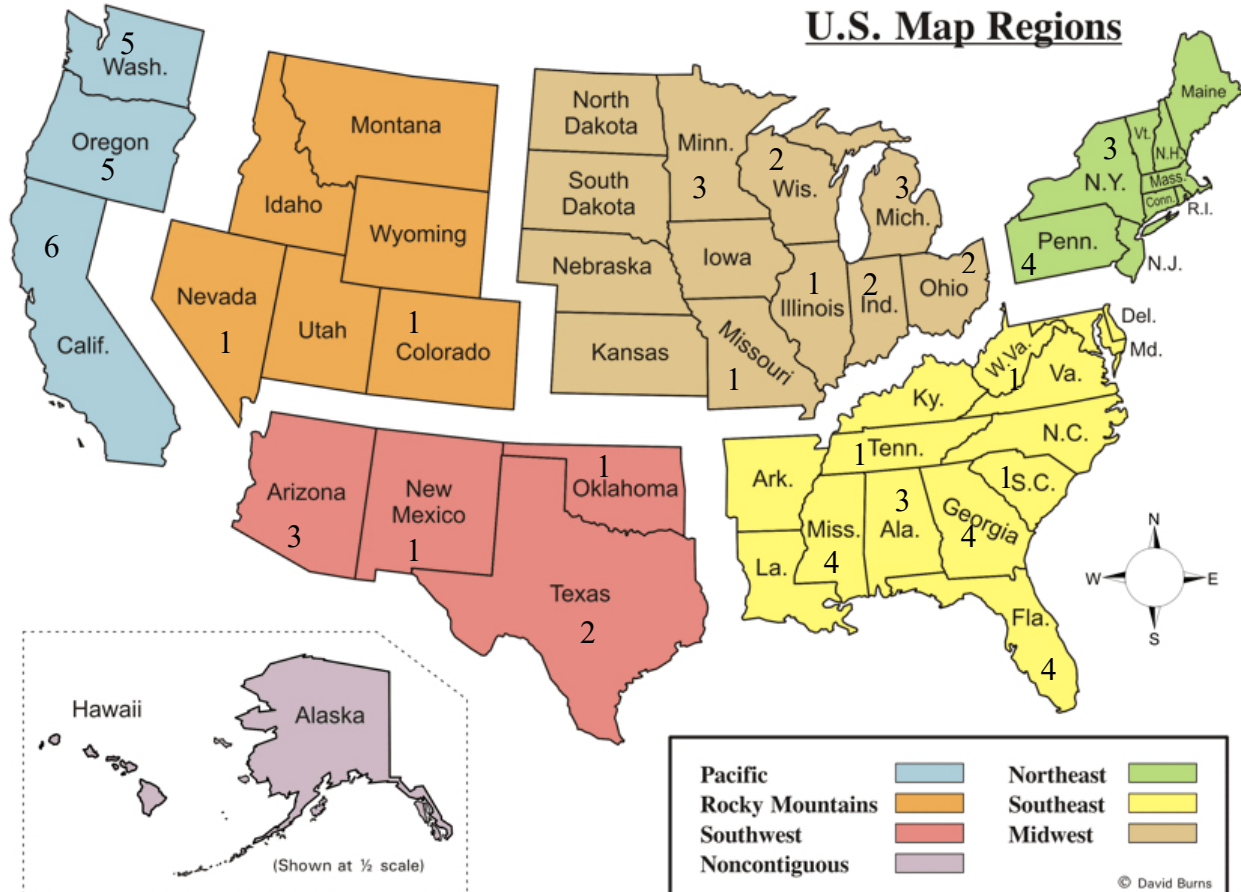 U.S. Map Regions
5
Wash.
Oregon
5
6
Calif.
Montana
Idaho
Wyoming
Nevada
1
Utah
1
Colorado
North
Dakota
South
Dakota
Nebraska
Kansas
Minn.
3
Iowa
Missouri
1
2
Wis.
1
Illinois
3
Mich.
2
Ind.
2
Ohio
Maine
Vt.
N.H.
3
N.Y.
Mass.
Conn.
R.I.
Penn.
4
N.J.
Del.
Md.
W.Va.
1
Va.
Ky.
N.C.
1
Tenn.
1
S.C.
Ark.
La.
Miss.
4
3
Ala.
Georgia
4
Fla.
4
Arizona
3
New
Mexico
1
1
Oklahoma
Texas
2
N
W
E
S
Hawaii
Alaska
(Shown at ½ scale)
Pacific
Rocky Mountains
Southwest
Noncontiguous
Northeast
Southeast
Midwest
© David Burns